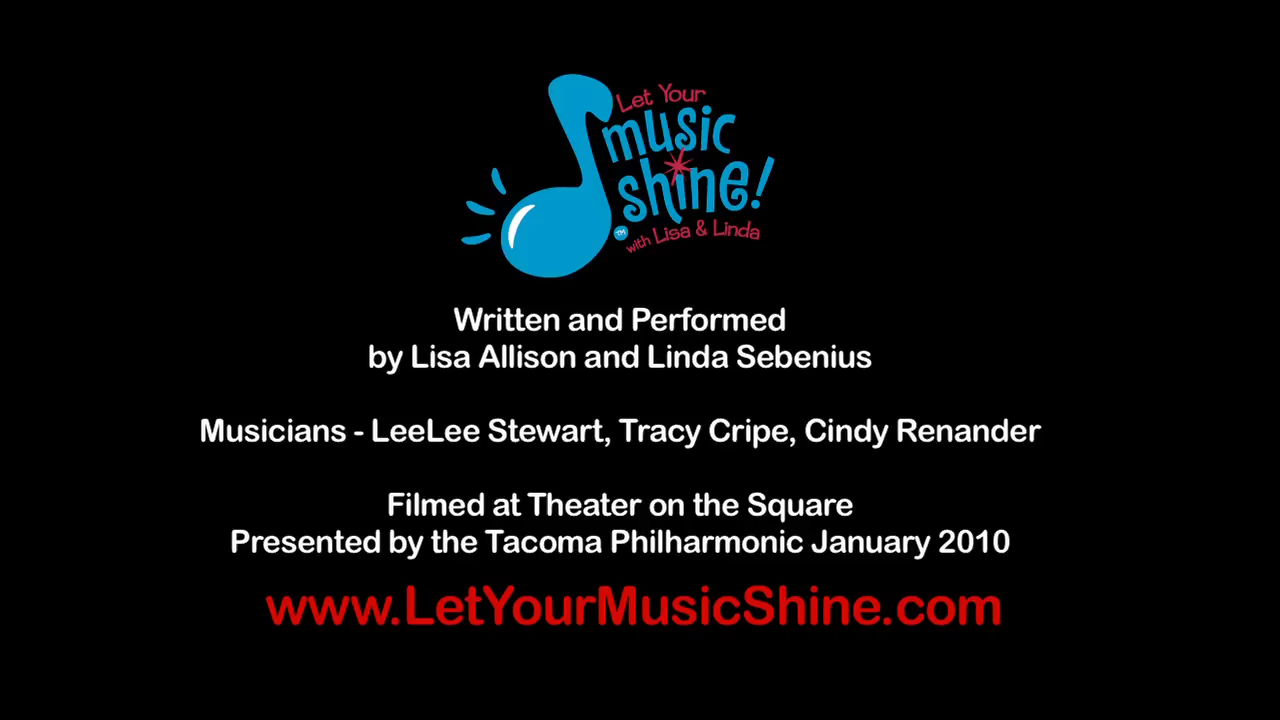 Let Your
music
shine!
TM
with Lisa & Linda
Written and Performed
by Lisa Allison and Linda Sebenius
Musicians - LeeLee Stewart, Tracy Cripe, Cindy Renander
Filmed at Theater on the Square
Presented by the Tacoma Philharmonic January 2010
www.LetYourMusicShine.com